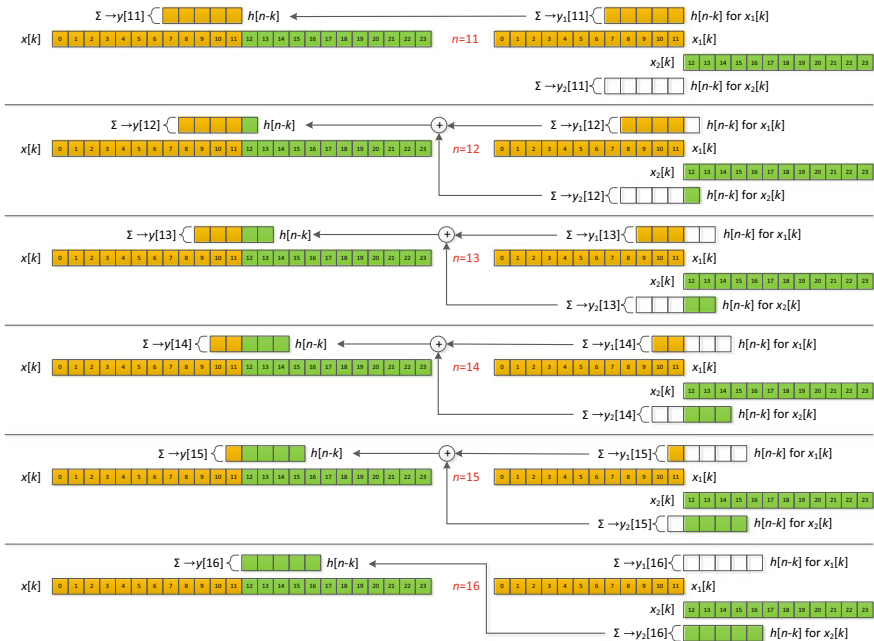 Σ →y[11] h[n-k] Σ →y₁[11] h[n-k] for x₁[k]
x[k] 0 1 2 3 4 5 6 7 8 9 10 11 12 13 14 15 16 17 18 19 20 21 22 23 n=11 0 1 2 3 4 5 6 7 8 9 10 11 x₁[k]
x₂[k] 12 13 14 15 16 17 18 19 20 21 22 23
Σ →y₂[11] h[n-k] for x₂[k]
Σ →y[12] h[n-k] + Σ →y₁[12] h[n-k] for x₁[k]
x[k] 0 1 2 3 4 5 6 7 8 9 10 11 12 13 14 15 16 17 18 19 20 21 22 23 n=12 0 1 2 3 4 5 6 7 8 9 10 11 x₁[k]
x₂[k] 12 13 14 15 16 17 18 19 20 21 22 23
Σ →y₂[12] h[n-k] for x₂[k]
Σ →y[13] h[n-k] + Σ →y₁[13] h[n-k] for x₁[k]
x[k] 0 1 2 3 4 5 6 7 8 9 10 11 12 13 14 15 16 17 18 19 20 21 22 23 n=13 0 1 2 3 4 5 6 7 8 9 10 11 x₁[k]
x₂[k] 12 13 14 15 16 17 18 19 20 21 22 23
Σ →y₂[13] h[n-k] for x₂[k]
Σ →y[14] h[n-k] + Σ →y₁[14] h[n-k] for x₁[k]
x[k] 0 1 2 3 4 5 6 7 8 9 10 11 12 13 14 15 16 17 18 19 20 21 22 23 n=14 0 1 2 3 4 5 6 7 8 9 10 11 x₁[k]
x₂[k] 12 13 14 15 16 17 18 19 20 21 22 23
Σ →y₂[14] h[n-k] for x₂[k]
Σ →y[15] h[n-k] + Σ →y₁[15] h[n-k] for x₁[k]
x[k] 0 1 2 3 4 5 6 7 8 9 10 11 12 13 14 15 16 17 18 19 20 21 22 23 n=15 0 1 2 3 4 5 6 7 8 9 10 11 x₁[k]
x₂[k] 12 13 14 15 16 17 18 19 20 21 22 23
Σ →y₂[15] h[n-k] for x₂[k]
Σ →y[16] h[n-k] Σ →y₁[16] h[n-k] for x₁[k]
x[k] 0 1 2 3 4 5 6 7 8 9 10 11 12 13 14 15 16 17 18 19 20 21 22 23 n=16 0 1 2 3 4 5 6 7 8 9 10 11 x₁[k]
x₂[k] 12 13 14 15 16 17 18 19 20 21 22 23
Σ →y₂[16] h[n-k] for x₂[k]